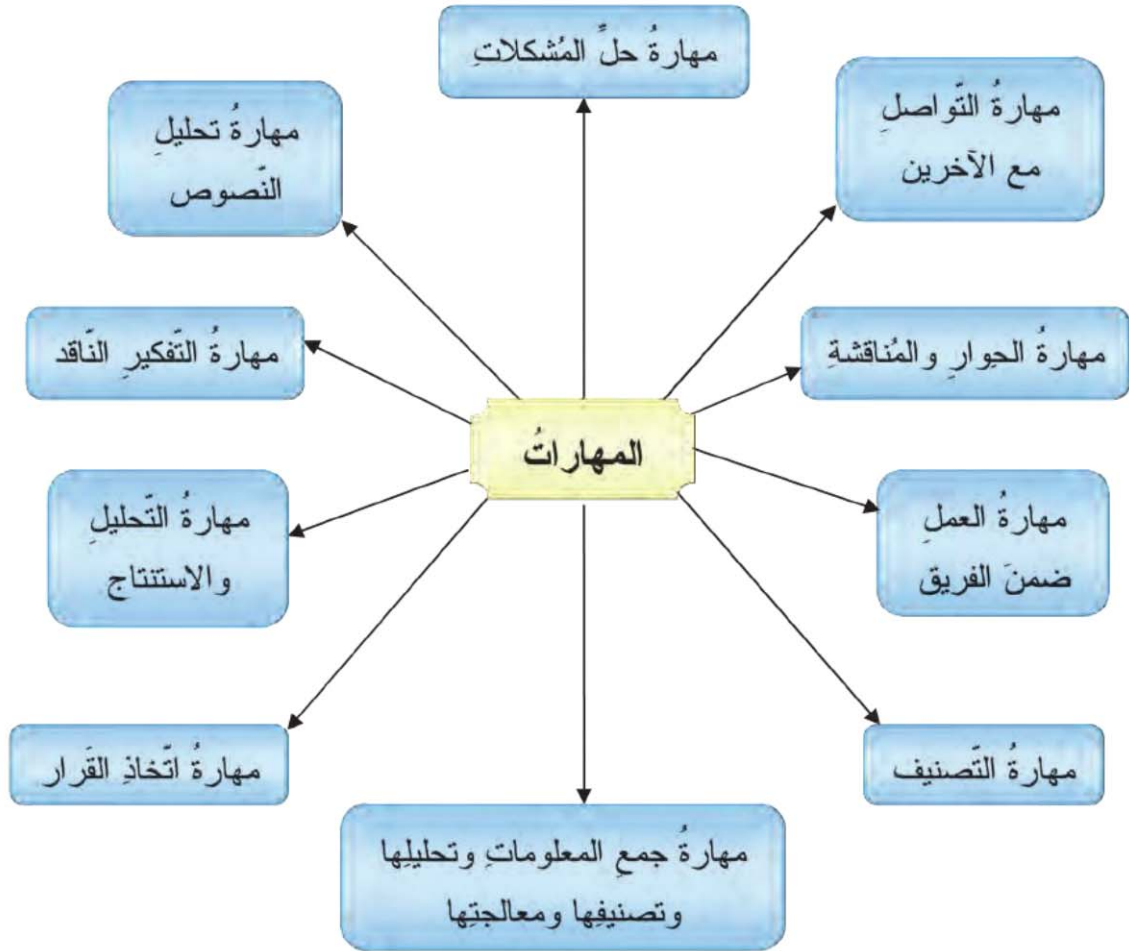 مهارةُ حلِّ المُشكلاتِ
مهارةُ التّواصلِ
مع الآخرين
مهارةُ تحليلِ
النّصوص
مهارةُ الحِوارِ والمُناقشةِ
مهارةُ التّفكيرِ النّاقد
المهاراتُ
مهارةُ العملِ
ضمنَ الفريق
مهارةُ التّحليلِ
والاستنتاج
مهارةُ التّصنيف
مهارةُ اتّخاذِ القَرار
مهارةُ جمعِ المعلوماتِ وتحليلِها
وتصنيفِها ومعالجتِها